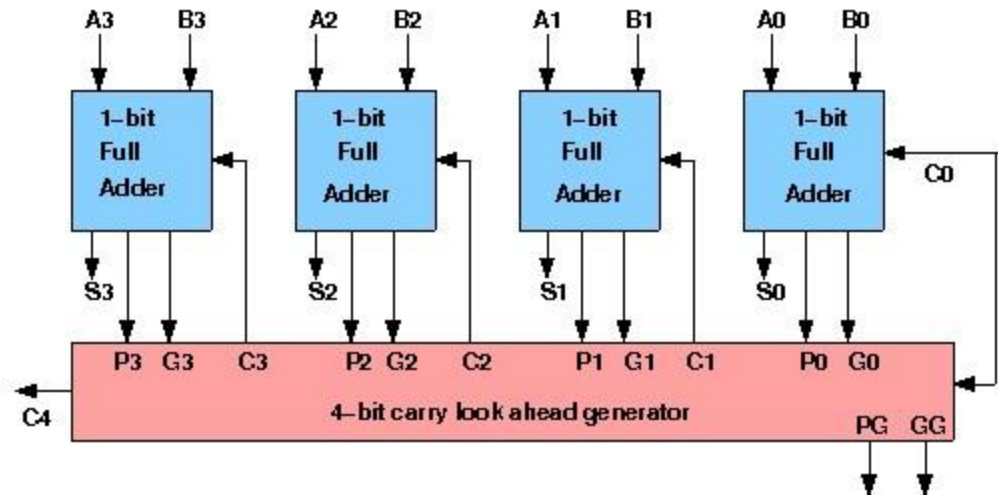 A3 B3 A2 B2 A1 B1 A0 B0
1-bit Full Adder
1-bit Full Adder
1-bit Full Adder
1-bit Full Adder
C0
S3 S2 S1 S0
P3 G3 C3 P2 G2 C2 P1 G1 C1 P0 G0
C4
4-bit carry look ahead generator
PG GG